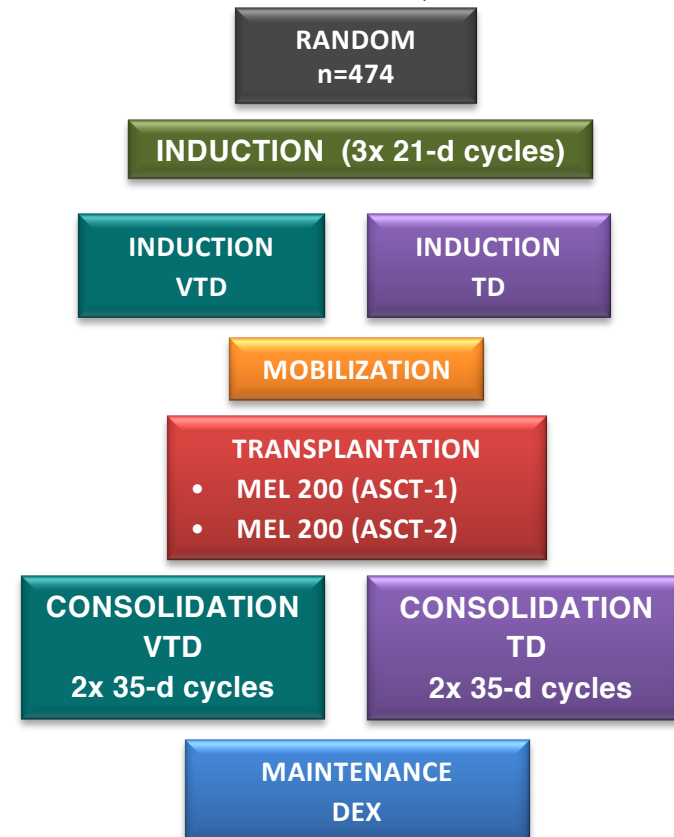 RANDOM
n=474
INDUCTION (3x 21-d cycles)
INDUCTION
VTD
INDUCTION
TD
MOBILIZATION
TRANSPLANTATION
• MEL 200 (ASCT-1)
• MEL 200 (ASCT-2)
CONSOLIDATION
VTD
2x 35-d cycles
CONSOLIDATION
TD
2x 35-d cycles
MAINTENANCE
DEX